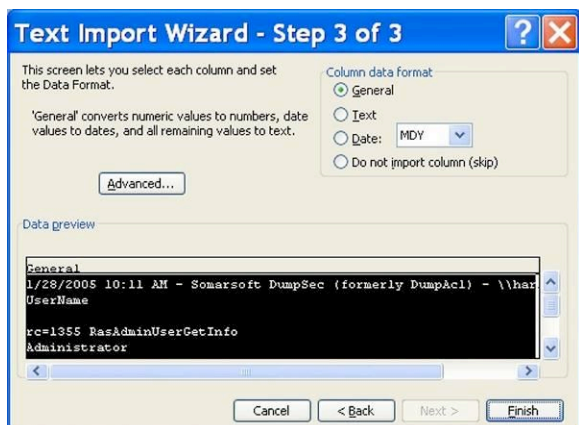 Text Import Wizard - Step 3 of 3
This screen lets you select each column and set
the Data Format.
'General' converts numeric values to numbers, date
values to dates, and all remaining values to text.
Advanced...
Column data format
General
Text
Date: MDY
Do not import column (skip)
Data preview
General
1/28/2005 10:11 AM - Somarsoft DumpSec (formerly DumpAcl) - \\har
UserName
rc=1355 RasAdminUserGetInfo
Administrator
Cancel
< Back
Next >
Finish